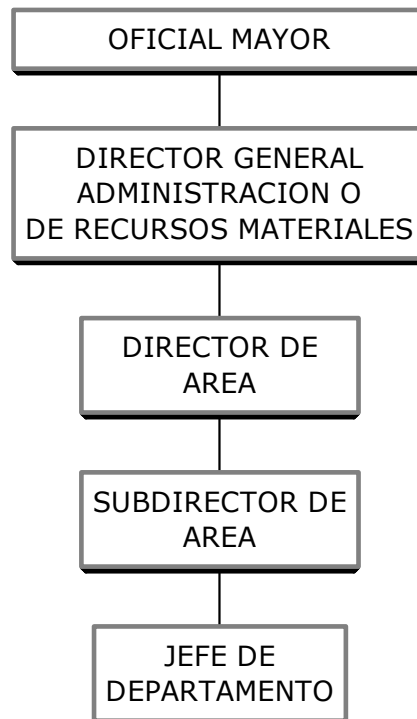 OFICIAL MAYOR
DIRECTOR GENERAL
ADMINISTRACION O
DE RECURSOS MATERIALES
DIRECTOR DE
AREA
SUBDIRECTOR DE
AREA
JEFE DE
DEPARTAMENTO